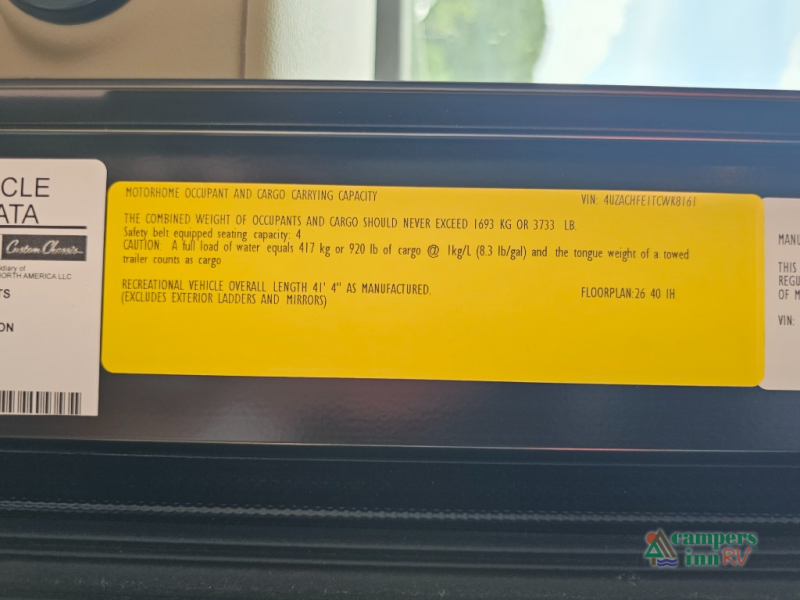 CLE
ATA
Custom Chassis
diary of
ORTH AMERICA LLC
TS
ON
MOTORHOME OCCUPANT AND CARGO CARRYING CAPACITY
VIN: 4UZACHFE1TCWK8161
THE COMBINED WEIGHT OF OCCUPANTS AND CARGO SHOULD NEVER EXCEED 1693 KG OR 3733 LB.
Safety belt equipped seating capacity: 4
CAUTION: A full load of water equals 417 kg or 920 lb of cargo @ 1kg/L (8.3 lb/gal) and the tongue weight of a towed
trailer counts as cargo
RECREATIONAL VEHICLE OVERALL LENGTH 41' 4" AS MANUFACTURED.
(EXCLUDES EXTERIOR LADDERS AND MIRRORS)
FLOORPLAN:26 40 IH
MANU
THIS
REGU
OF M
VIN:
campers
inn RV